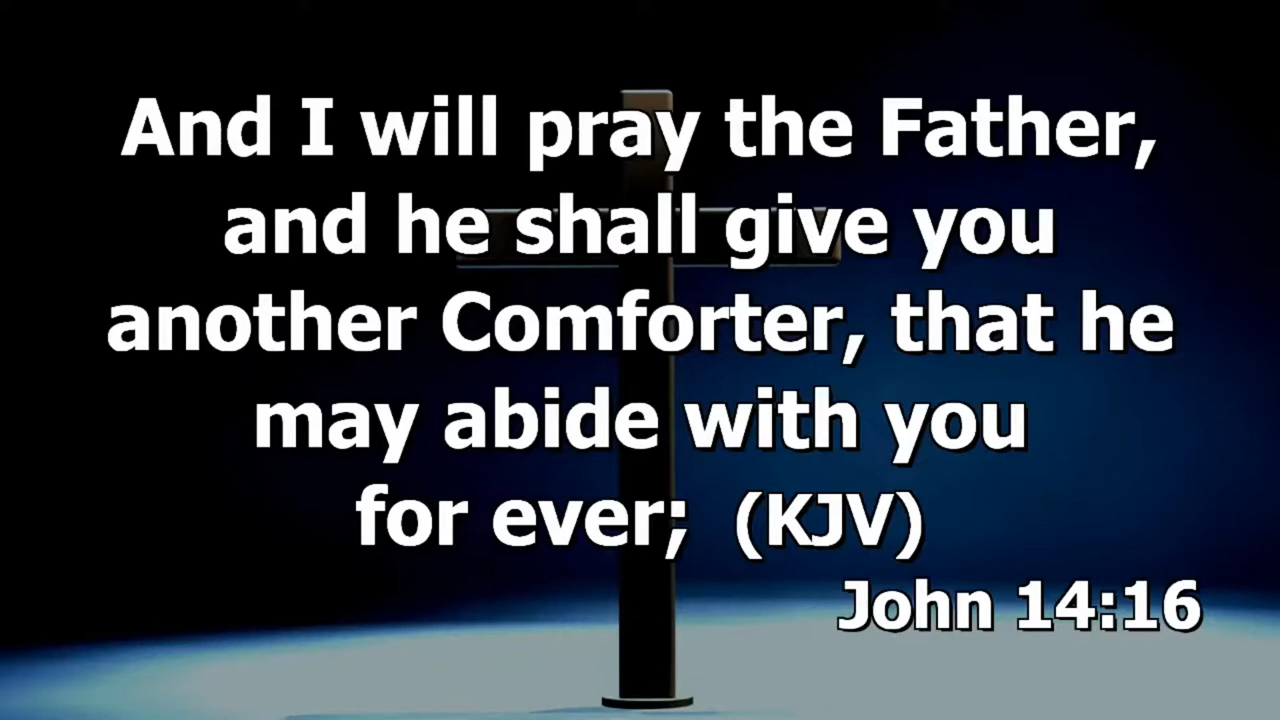 And I will pray the Father,
and he shall give you
another Comforter, that he
may abide with you
for ever; (KJV)
John 14:16